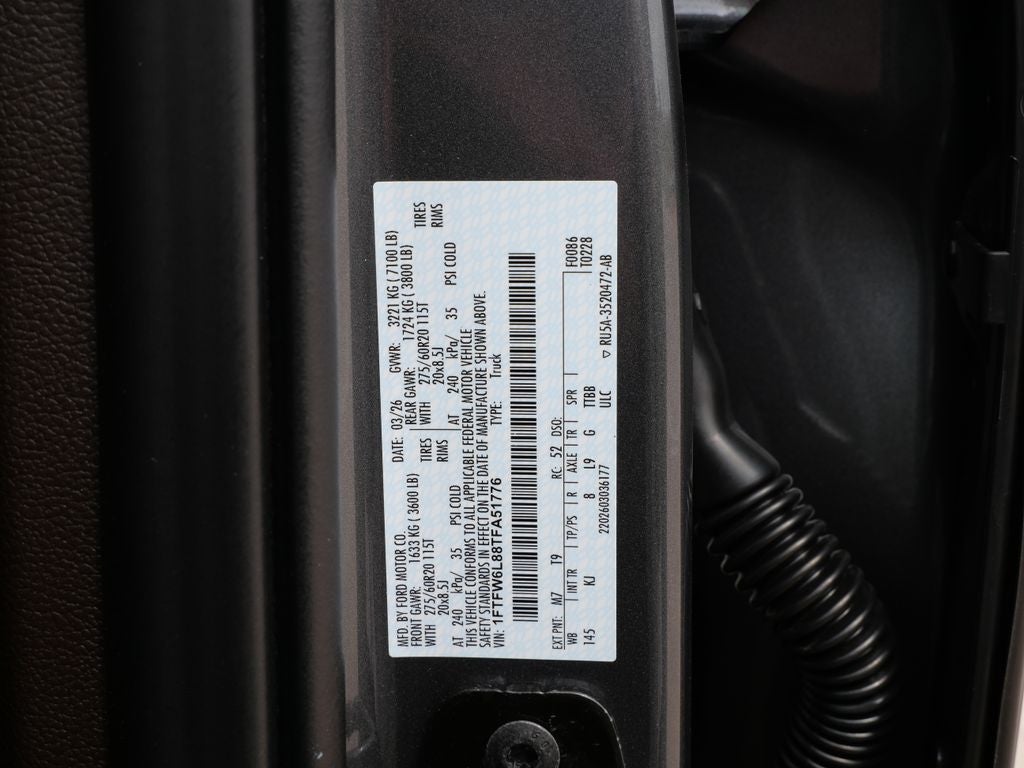 MFD. BY FORD MOTOR CO. DATE: 03/26 GVWR: 3221 KG ( 7100 LB)
FRONT GAWR: 1633 KG ( 3600 LB) REAR GAWR: 1724 KG ( 3800 LB)
WITH 275/60R20 115T TIRES WITH 275/60R20 115T TIRES
20x8.5J RIMS 20x8.5J RIMS
AT 240 kPa/ 35 PSI COLD AT 240 kPa/ 35 PSI COLD
THIS VEHICLE CONFORMS TO ALL APPLICABLE FEDERAL MOTOR VEHICLE
SAFETY STANDARDS IN EFFECT ON THE DATE OF MANUFACTURE SHOWN ABOVE.
VIN: 1FTFW6L88TFA51776 TYPE: Truck
EXT PNT: M7 T9 RC: 52 DSO: F0086
WB INT TR TP/PS R AXLE TR SPR T0228
145 KJ 8 L9 G TTBB
ULC
2202603036177 ▽ RU5A-3520472-AB